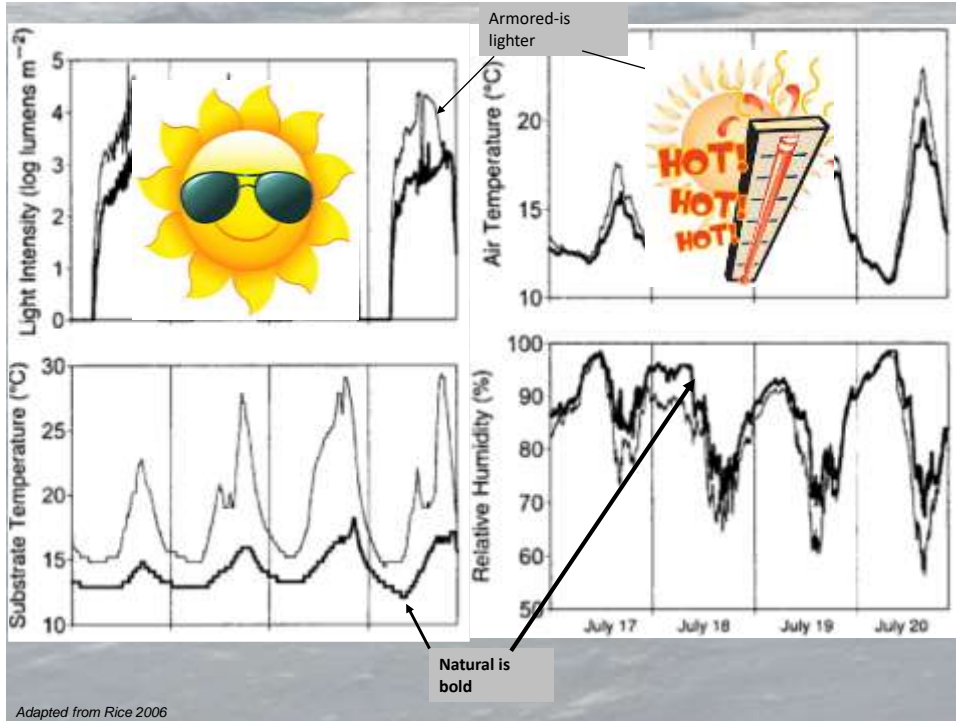 Armored-is
lighter
Light Intensity (log lumens m⁻²)
5
4
3
2
1
0
Air Temperature (°C)
20
15
10
HOT!
HOT!
HOT!
Substrate Temperature (°C)
30
25
20
15
10
Relative Humidity (%)
100
90
80
70
60
50
July 17 July 18 July 19 July 20
Natural is
bold
Adapted from Rice 2006